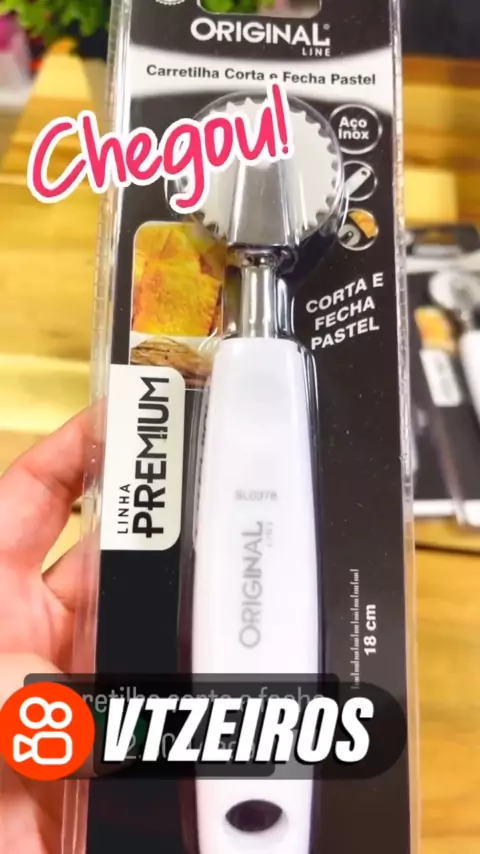 ORIGINAL
LINE
Carretilha Corta e Fecha Pastel
Chegou!
Aço
Inox
CORTA E
FECHA
PASTEL
LINHA
PREMIUM
ORIGINAL
LINE
18 cm
VTZEIROS